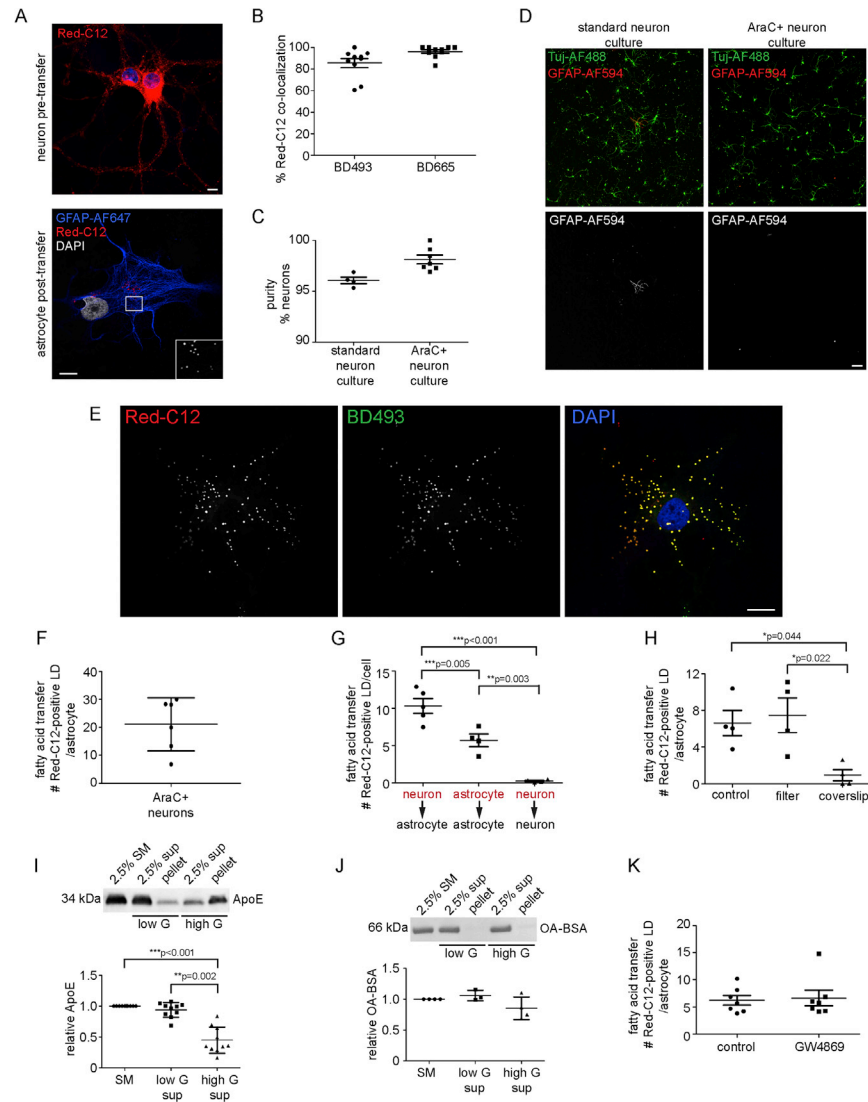 A
Red-C12
neuron pre-transfer
GFAP-AF647
Red-C12
DAPI
astrocyte post-transfer
B
% Red-C12 co-localization
100
80
60
40
20
0
BD493 BD665
C
purity
% neurons
100
95
90
standard neuron culture
AraC+ neuron culture
D
standard neuron culture
AraC+ neuron culture
Tuj-AF488
GFAP-AF594
Tuj-AF488
GFAP-AF594
GFAP-AF594
GFAP-AF594
E
Red-C12
BD493
DAPI
F
fatty acid transfer
# Red-C12-positive LD
/astrocyte
40
30
20
10
0
AraC+
neurons
G
fatty acid transfer
# Red-C12-positive LD/cell
***p<0.001
***p=0.005
**p=0.003
10
5
0
neuron astrocyte neuron
astrocyte astrocyte neuron
H
fatty acid transfer
# Red-C12-positive LD
/astrocyte
*p=0.044
*p=0.022
15
10
5
0
control filter coverslip
I
2.5% SM
2.5% sup
pellet
2.5% sup
pellet
34 kDa
ApoE
low G high G
***p<0.001
**p=0.002
relative ApoE
1.5
1.0
0.5
0
SM low G sup high G sup
J
2.5% SM
2.5% sup
pellet
2.5% sup
pellet
66 kDa
OA-BSA
low G high G
relative OA-BSA
1.5
1.0
0.5
0
SM low G sup high G sup
K
fatty acid transfer
# Red-C12-positive LD
/astrocyte
20
15
10
5
0
control GW4869